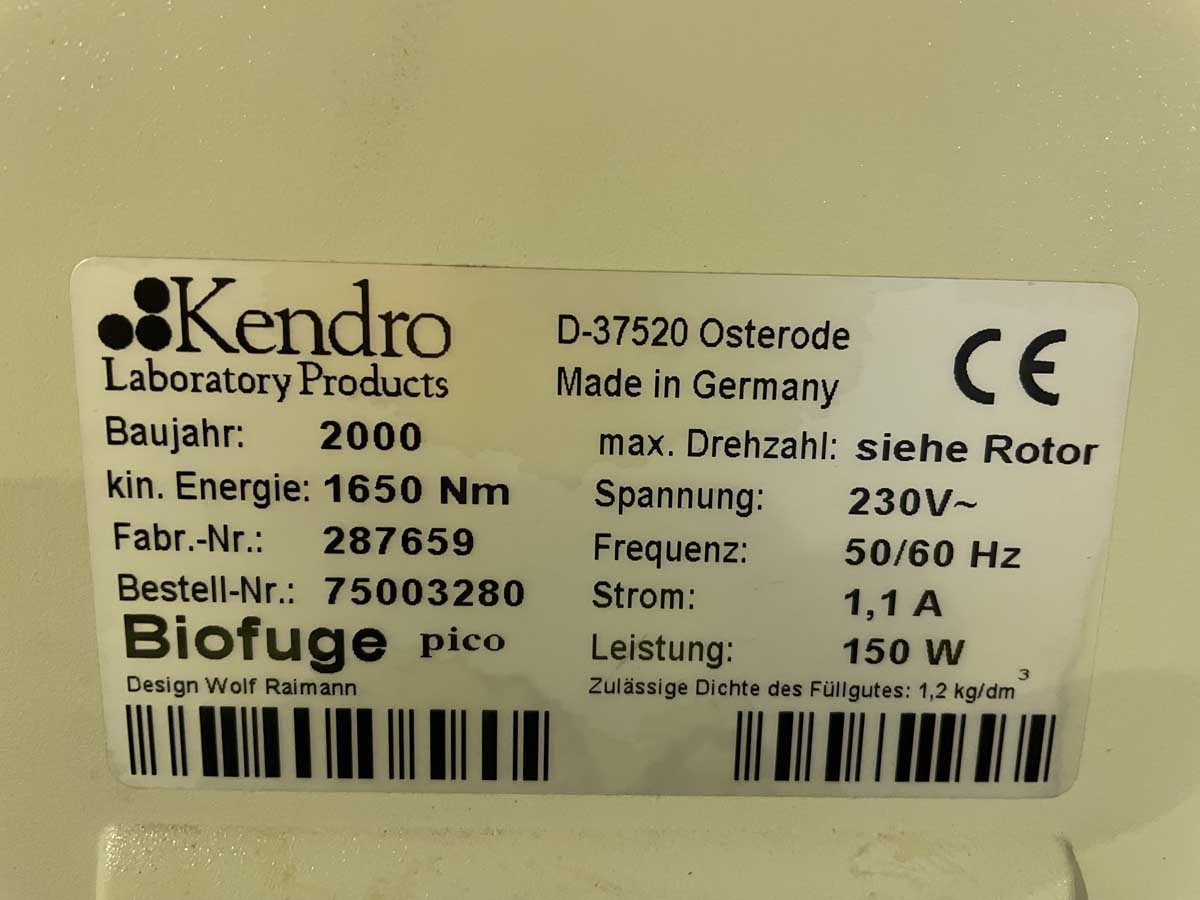 Kendro
Laboratory Products
D-37520 Osterode
Made in Germany
CE
Baujahr: 2000
kin. Energie: 1650 Nm
Fabr.-Nr.: 287659
Bestell-Nr.: 75003280
Biofuge pico
Design Wolf Raimann
max. Drehzahl: siehe Rotor
Spannung: 230V~
Frequenz: 50/60 Hz
Strom: 1,1 A
Leistung: 150 W
Zulässige Dichte des Füllgutes: 1,2 kg/dm³